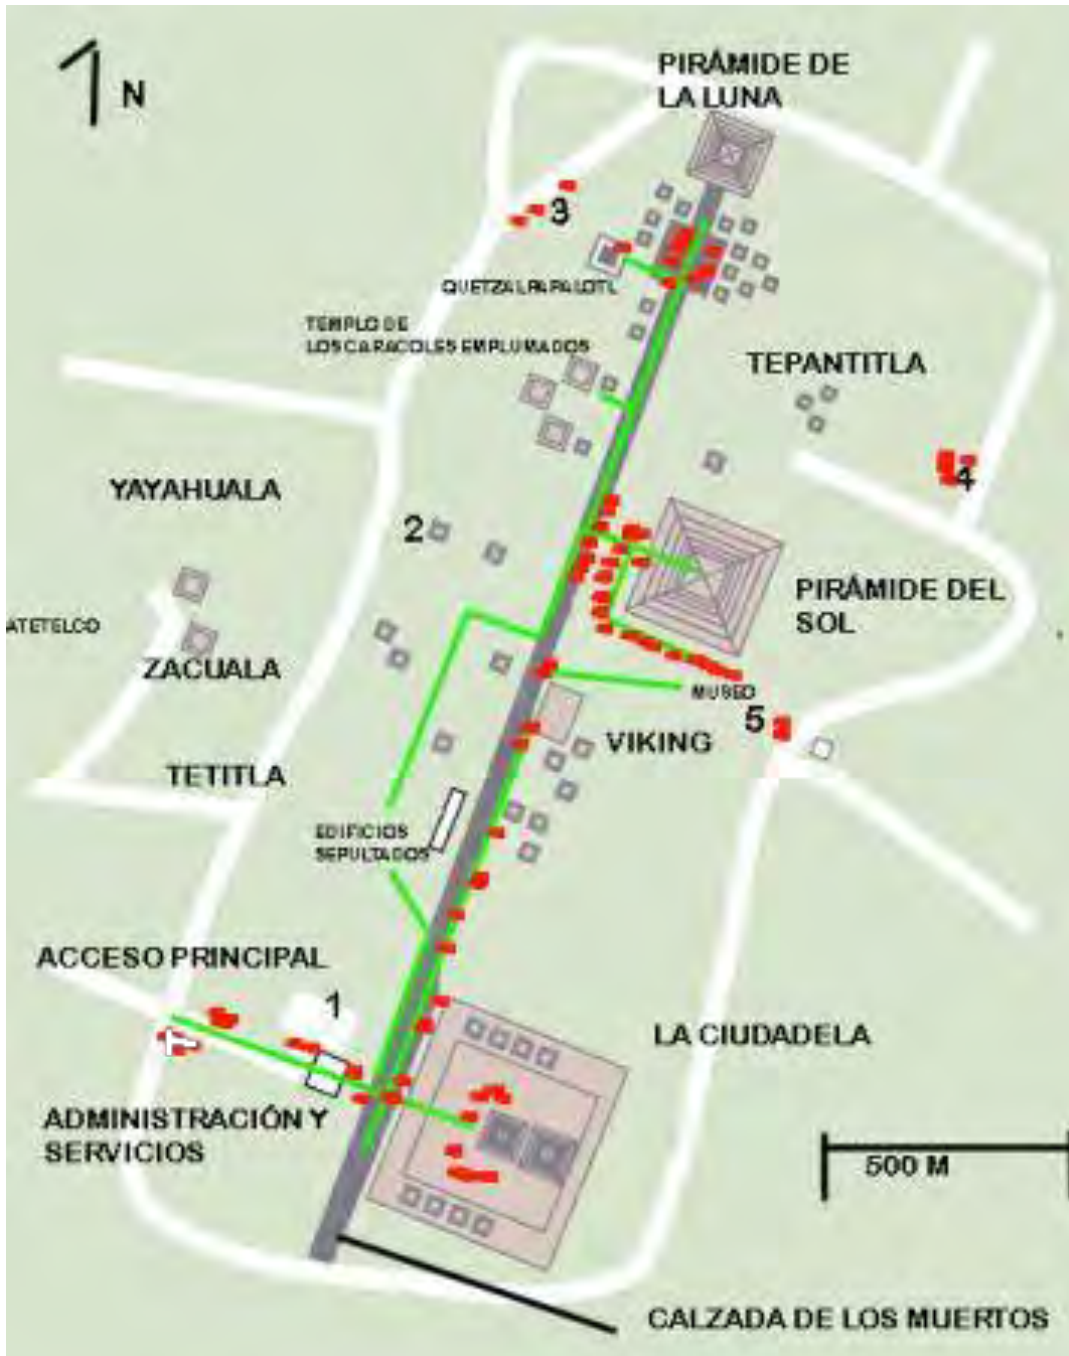 PIRÁMIDE DE
LA LUNA
N
3
QUETZALPAPALOTL
TEMPLO DE
LOS CARACOLES EMPLUMADOS
TEPANTITLA
4
YAYAHUALA
2
PIRÁMIDE DEL
SOL
ATETELCO
ZACUALA
MUSEO
5
VIKING
TETITLA
EDIFICIOS
SEPULTADOS
ACCESO PRINCIPAL
1
LA CIUDADELA
ADMINISTRACIÓN Y
SERVICIOS
500 M
CALZADA DE LOS MUERTOS